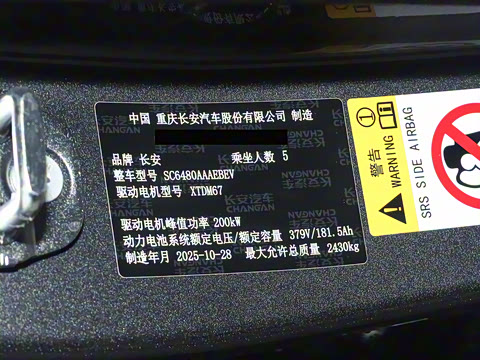 中国 重庆长安汽车股份有限公司 制造
品牌 长安 乘坐人数 5
整车型号 SC6480AAAEBEV
驱动电机型号 XTDM67
驱动电机峰值功率 200kW
动力电池系统额定电压/额定容量 379V/181.5Ah
制造年月 2025-10-28 最大允许总质量 2430kg
警告
WARNING
SRS SIDE AIRBAG